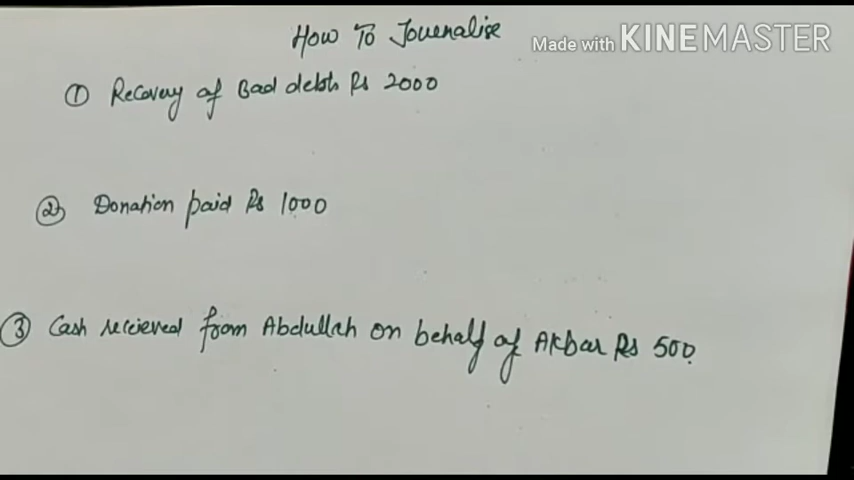 How To Journalise
Made with KINEMASTER
① Recovery of Bad debts Rs 2000
② Donation paid Rs 1000
③ Cash recieved from Abdullah on behalf of Akbar Rs 500